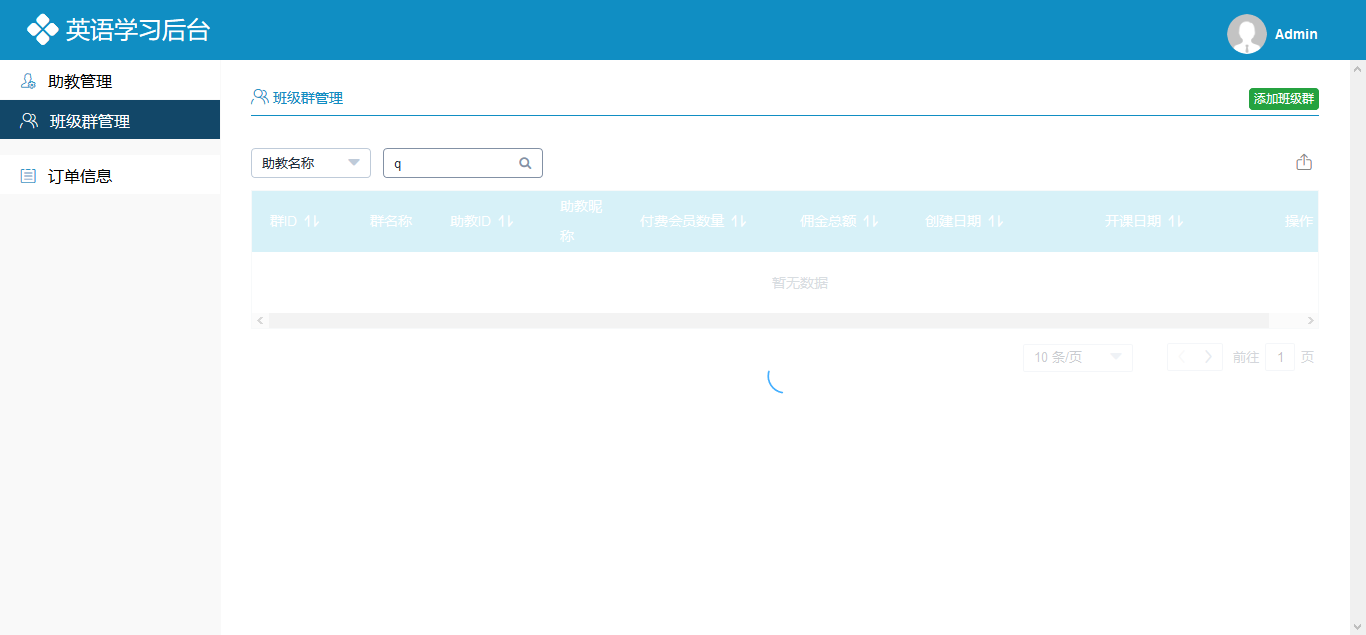 英语学习后台
Admin
助教管理
班级群管理
订单信息
班级群管理
添加班级群
助教名称
q
群ID
群名称
助教ID
助教昵
称
付费会员数量
佣金总额
创建日期
开课日期
操作
暂无数据
10 条/页
前往 1 页